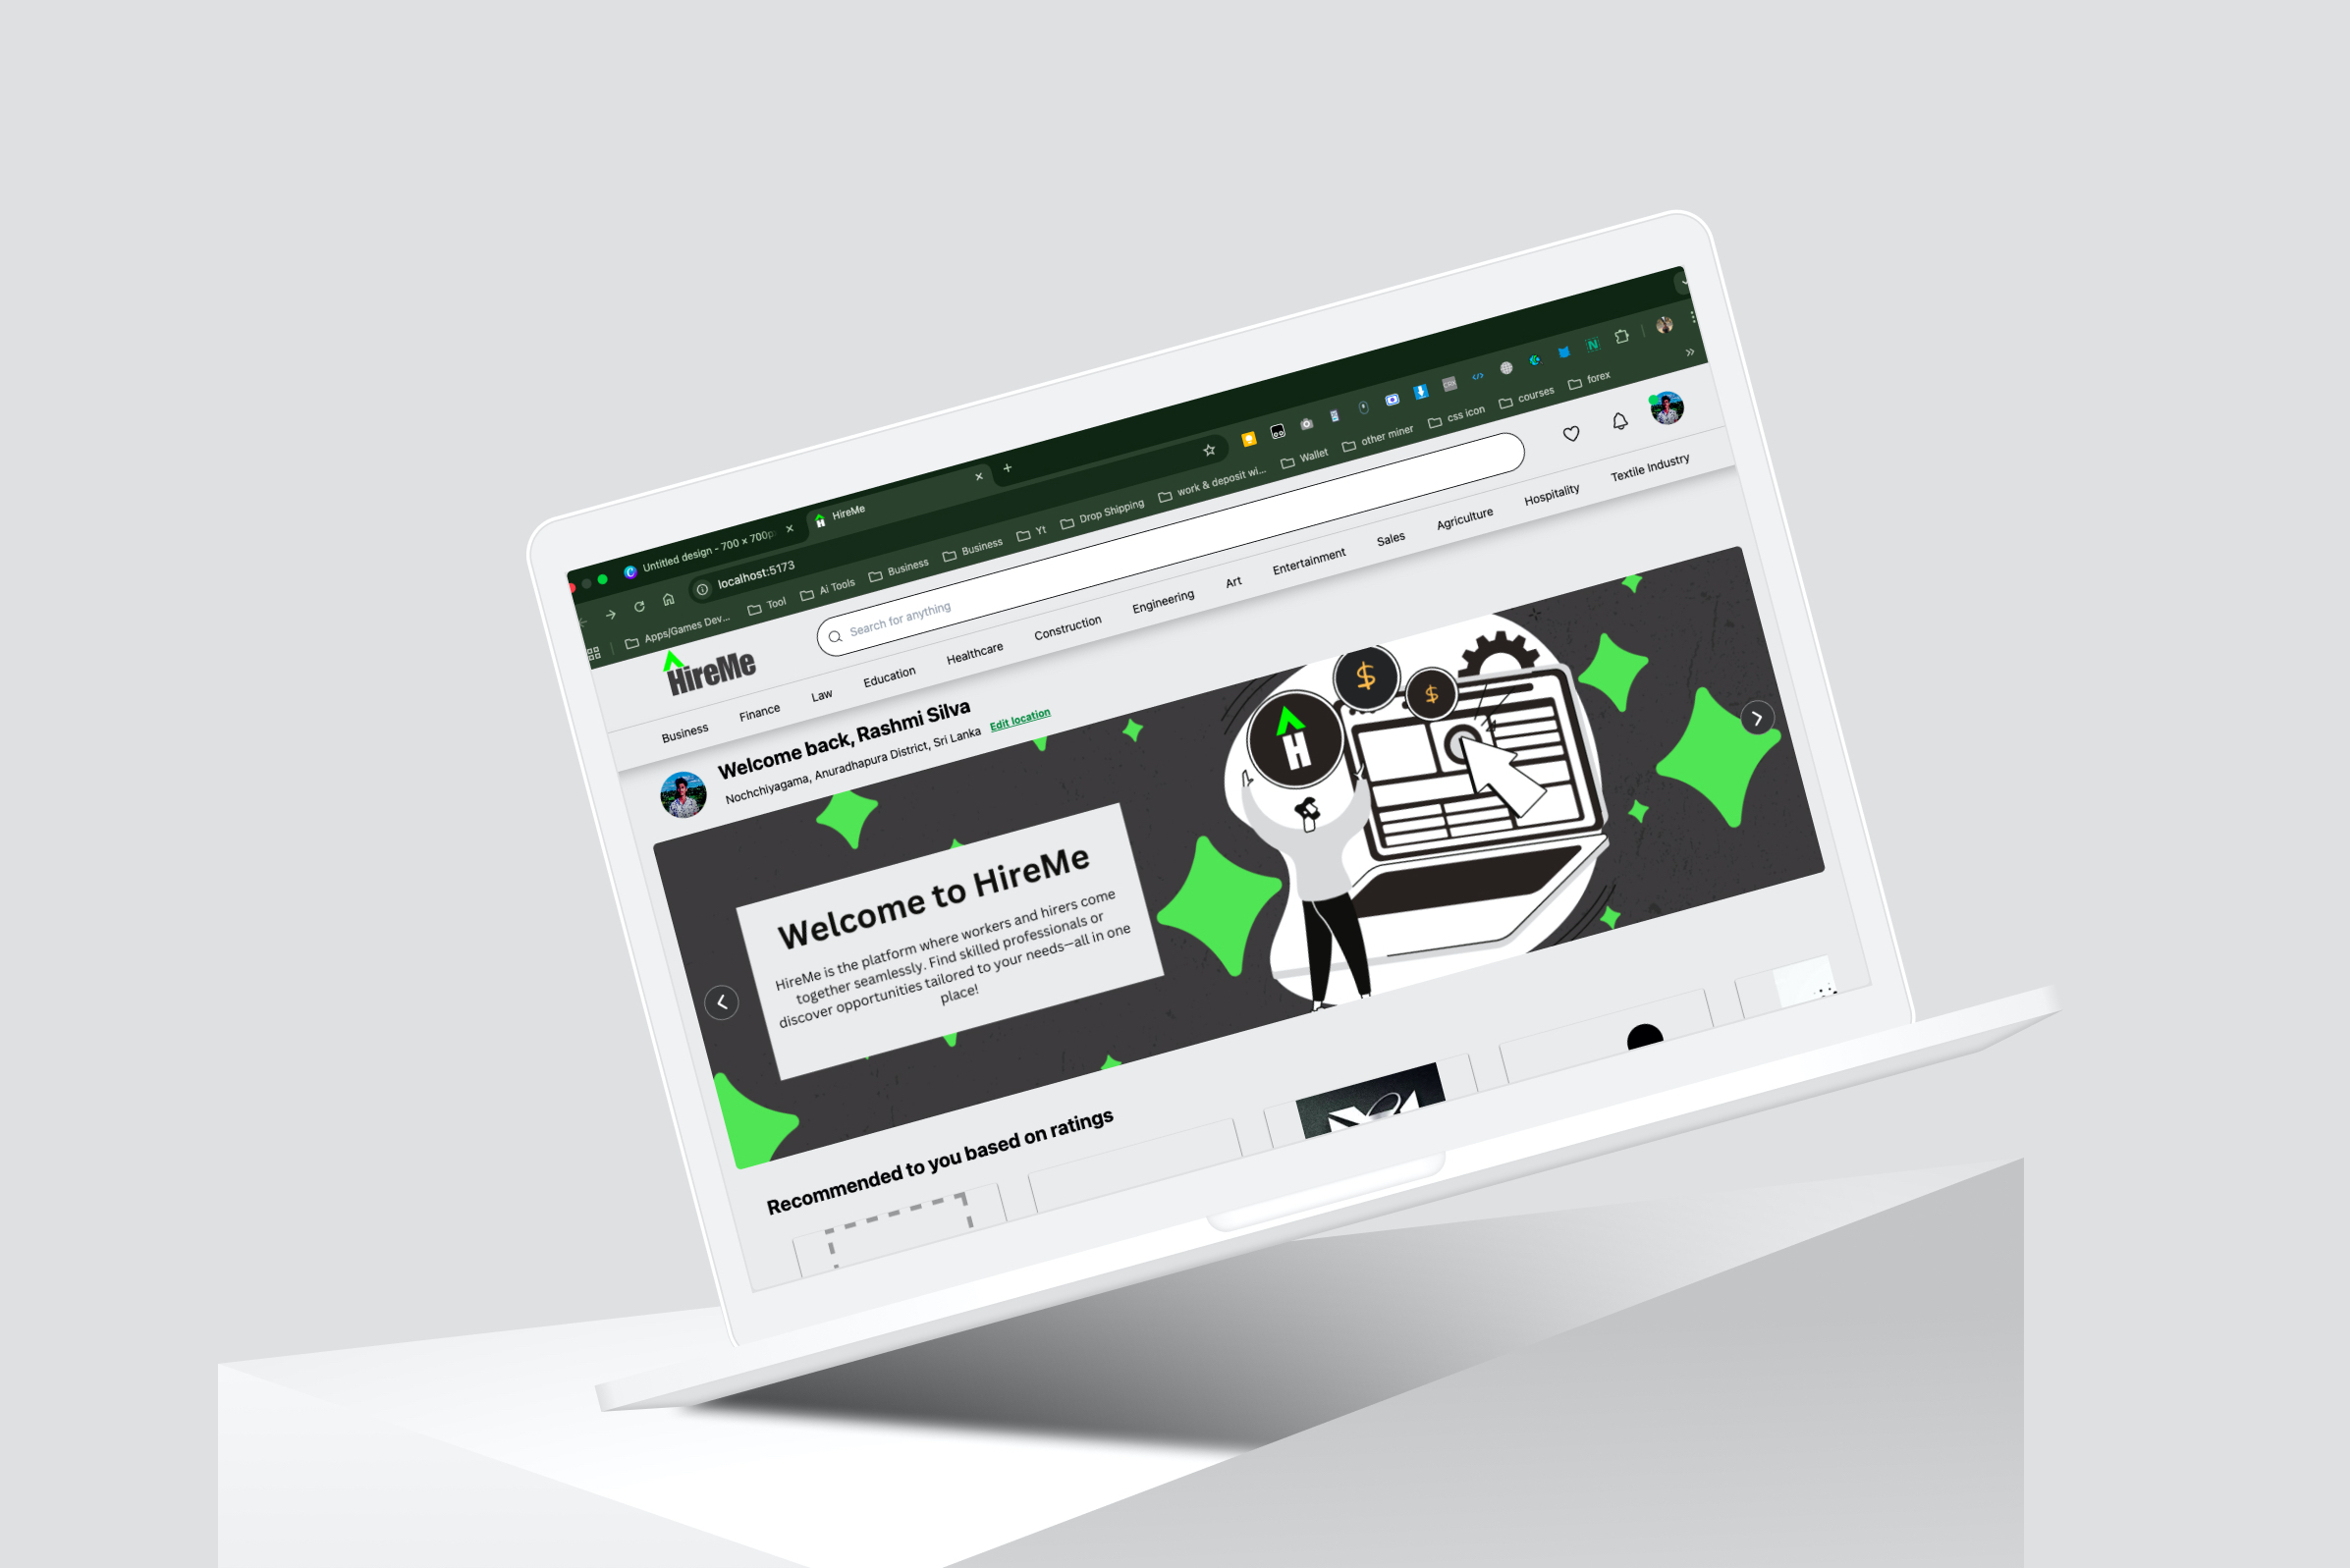 Untitled design - 700 × 700p
HireMe
localhost:5173
Apps/Games Dev...
Tool
Ai Tools
Business
Business
Yt
Drop Shipping
work & deposit wi...
Wallet
other miner
css icon
courses
forex
HireMe
Search for anything
Business
Finance
Law
Education
Healthcare
Construction
Engineering
Art
Entertainment
Sales
Agriculture
Hospitality
Textile Industry
Welcome back, Rashmi Silva
Nochchiyagama, Anuradhapura District, Sri Lanka Edit location
Welcome to HireMe
HireMe is the platform where workers and hirers come
together seamlessly. Find skilled professionals or
discover opportunities tailored to your needs—all in one
place!
H
$
$
Recommended to you based on ratings